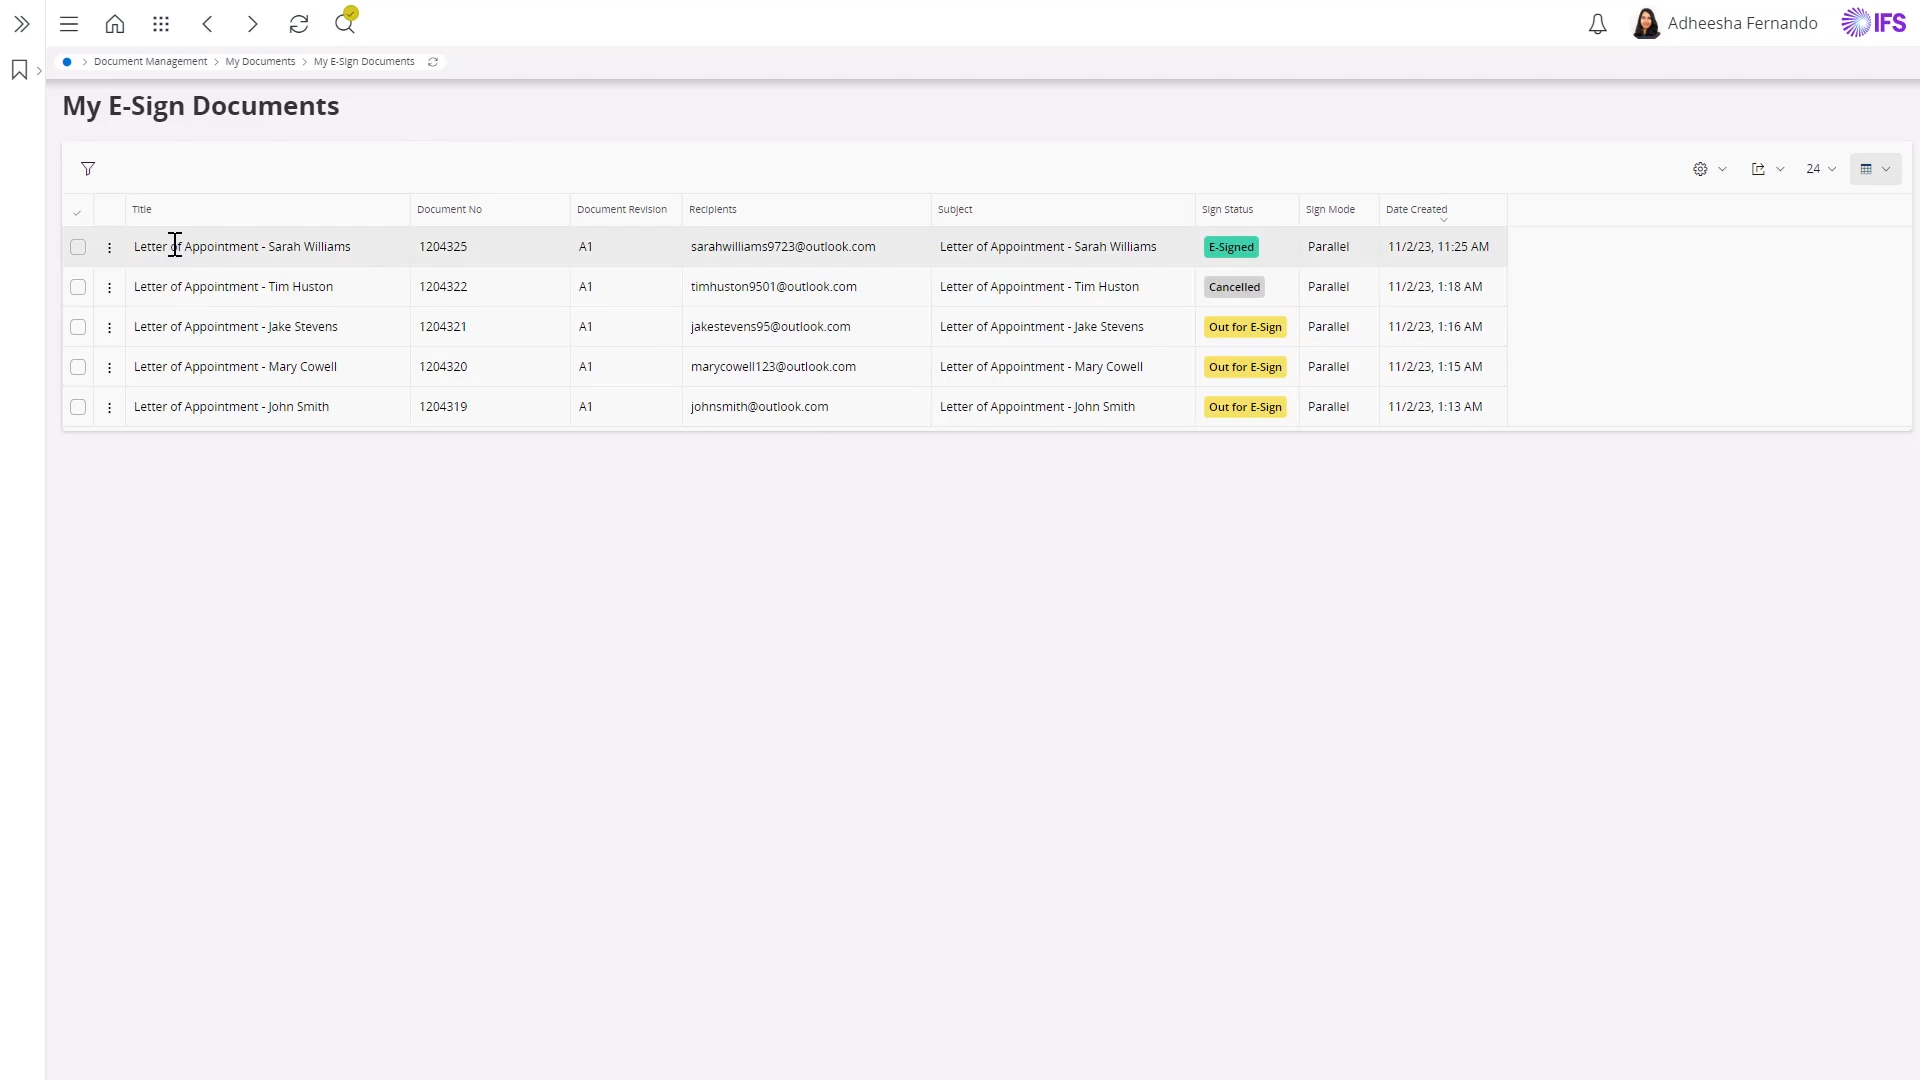 Adheesha Fernando IFS
Document Management My Documents My E-Sign Documents
My E-Sign Documents
24
Title Document No Document Revision Recipients Subject Sign Status Sign Mode Date Created
Letter of Appointment - Sarah Williams 1204325 A1 sarahwilliams9723@outlook.com Letter of Appointment - Sarah Williams E-Signed Parallel 11/2/23, 11:25 AM
Letter of Appointment - Tim Huston 1204322 A1 timhuston9501@outlook.com Letter of Appointment - Tim Huston Cancelled Parallel 11/2/23, 1:18 AM
Letter of Appointment - Jake Stevens 1204321 A1 jakestevens95@outlook.com Letter of Appointment - Jake Stevens Out for E-Sign Parallel 11/2/23, 1:16 AM
Letter of Appointment - Mary Cowell 1204320 A1 marycowell123@outlook.com Letter of Appointment - Mary Cowell Out for E-Sign Parallel 11/2/23, 1:15 AM
Letter of Appointment - John Smith 1204319 A1 johnsmith@outlook.com Letter of Appointment - John Smith Out for E-Sign Parallel 11/2/23, 1:13 AM